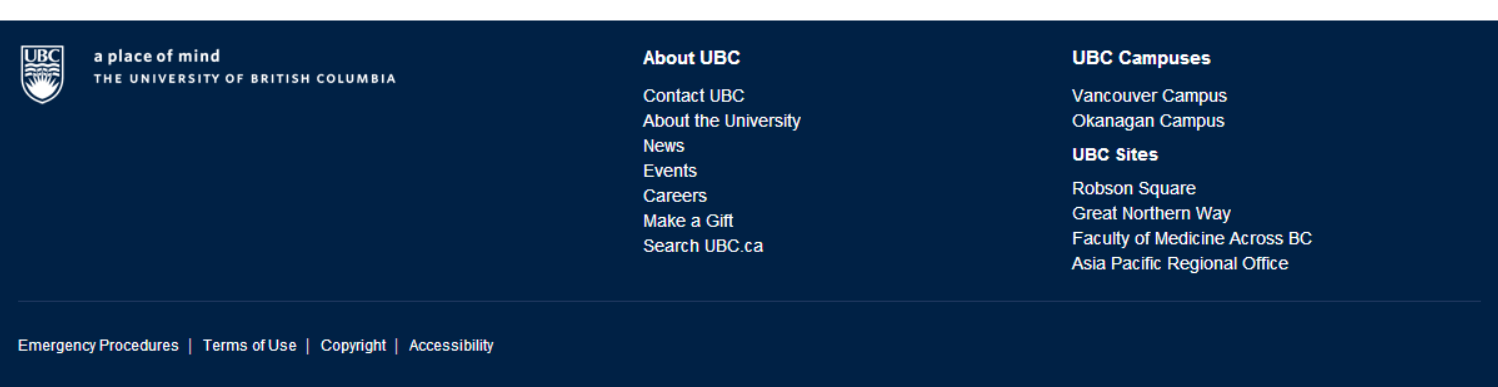 UBC
a place of mind
THE UNIVERSITY OF BRITISH COLUMBIA
About UBC
Contact UBC
About the University
News
Events
Careers
Make a Gift
Search UBC.ca
UBC Campuses
Vancouver Campus
Okanagan Campus
UBC Sites
Robson Square
Great Northern Way
Faculty of Medicine Across BC
Asia Pacific Regional Office
Emergency Procedures | Terms of Use | Copyright | Accessibility